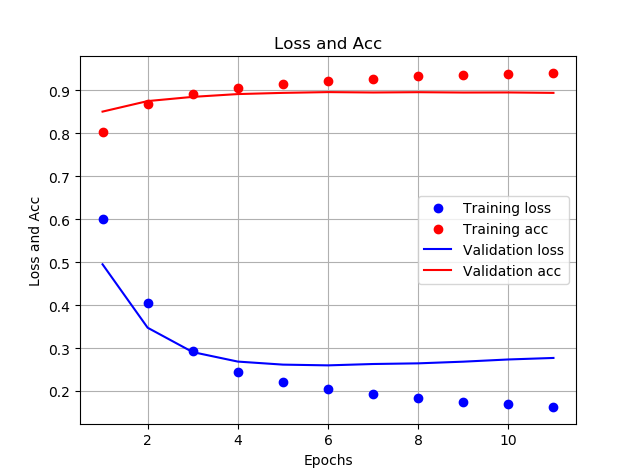 Loss and Acc
Loss and Acc
0.9
0.8
0.7
0.6
0.5
0.4
0.3
0.2
Training loss
Training acc
Validation loss
Validation acc
2 4 6 8 10
Epochs